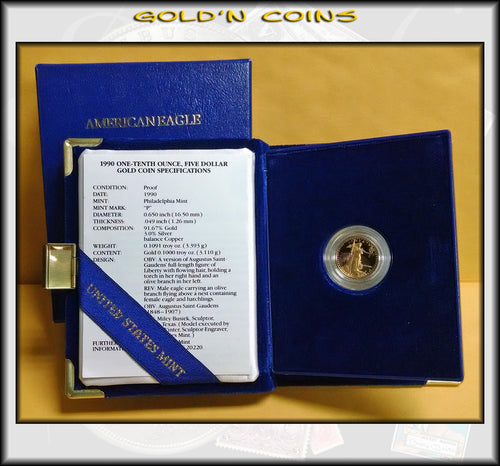 GOLD'N COINS
AMERICAN EAGLE
1990 ONE-TENTH OUNCE, FIVE DOLLAR
GOLD COIN SPECIFICATIONS
CONDITION: Proof
DATE: 1990
MINT: Philadelphia Mint
MINT MARK "P"
DIAMETER: 0.650 inch (16.50 mm)
THICKNESS: .049 inch (1.26 mm)
COMPOSITION: 91.67% Gold
3.0% Silver
balance Copper
WEIGHT: 0.1091 troy oz. (3.393 g)
CONTENT: Gold 0.1000 troy oz. (3.110 g)
DESIGN: OBV: A version of Augustus Saint-
Gaudens' full-length figure of
Liberty with flowing hair, holding a
torch in her right hand and an
olive branch in her left.
REV: Male eagle carrying an olive
branch flying above a nest containing
female eagle and hatchlings
OBV: Augustus Saint-Gaudens
1848-1907)
Miley Busiek, Sculptor,
Texas ( Model executed by
Sculptor-Engraver,
Mint.)
FURTHER Mint
INFORMATION 20220
UNITED STATES MINT